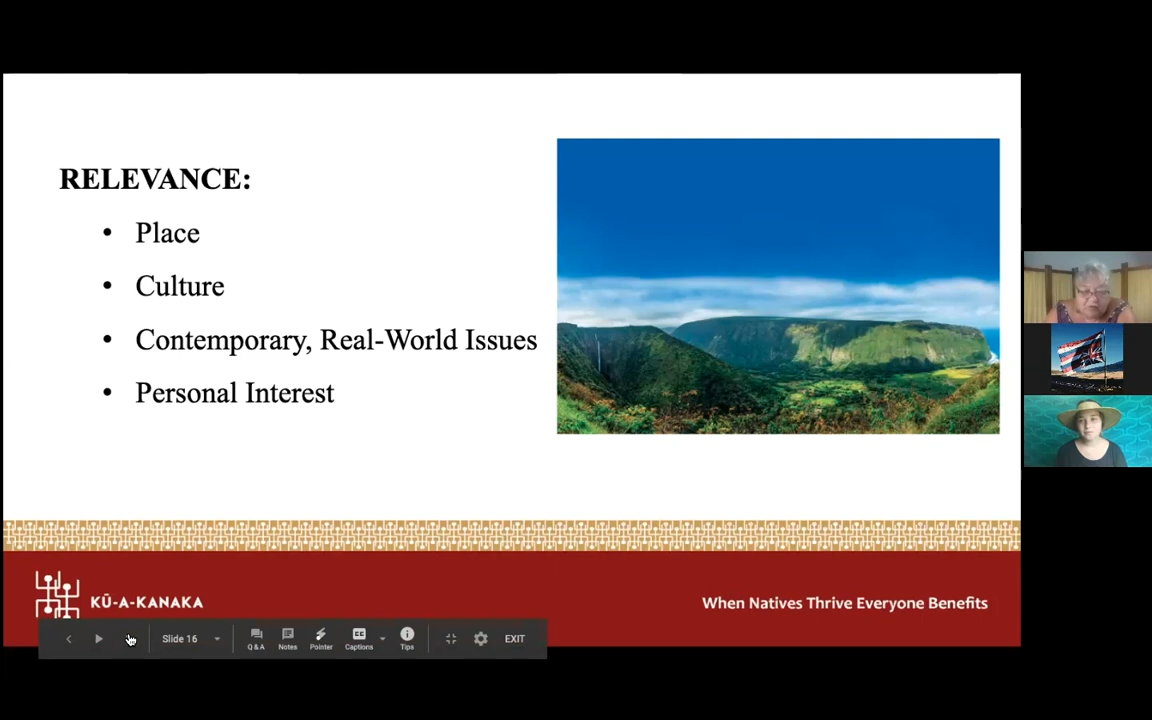 RELEVANCE:
• Place
• Culture
• Contemporary, Real-World Issues
• Personal Interest
KŪ-A-KANAKA
When Natives Thrive Everyone Benefits
Slide 16
Q & A
Notes
Pointer
CC
Captions
Tips
EXIT